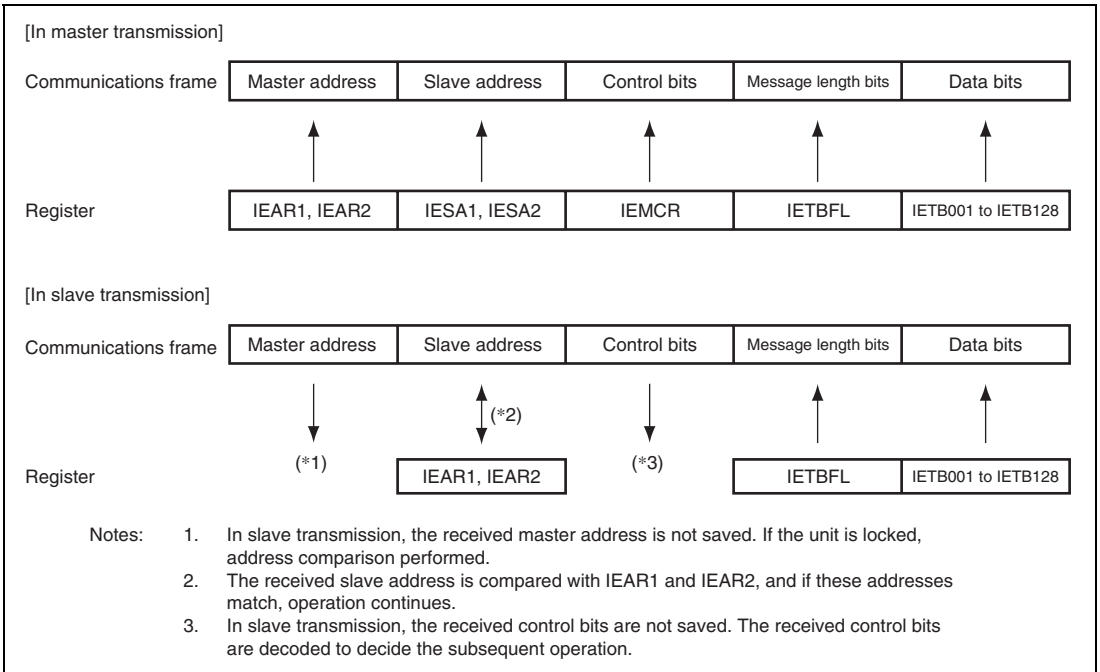 [In master transmission]
Communications frame Master address Slave address Control bits Message length bits Data bits
Register IEAR1, IEAR2 IESA1, IESA2 IEMCR IETBFL IETB001 to IETB128
[In slave transmission]
Communications frame Master address Slave address Control bits Message length bits Data bits
(*2)
(*1) (*3)
Register IEAR1, IEAR2 IETBFL IETB001 to IETB128
Notes: 1. In slave transmission, the received master address is not saved. If the unit is locked,
address comparison performed.
2. The received slave address is compared with IEAR1 and IEAR2, and if these addresses
match, operation continues.
3. In slave transmission, the received control bits are not saved. The received control bits
are decoded to decide the subsequent operation.